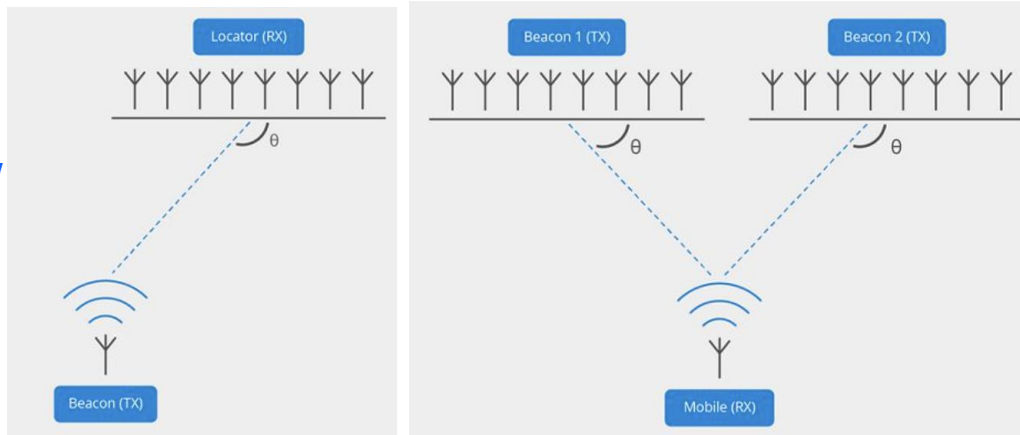 Locator (RX)
θ
Beacon (TX)
Beacon 1 (TX)
Beacon 2 (TX)
θ
θ
Mobile (RX)